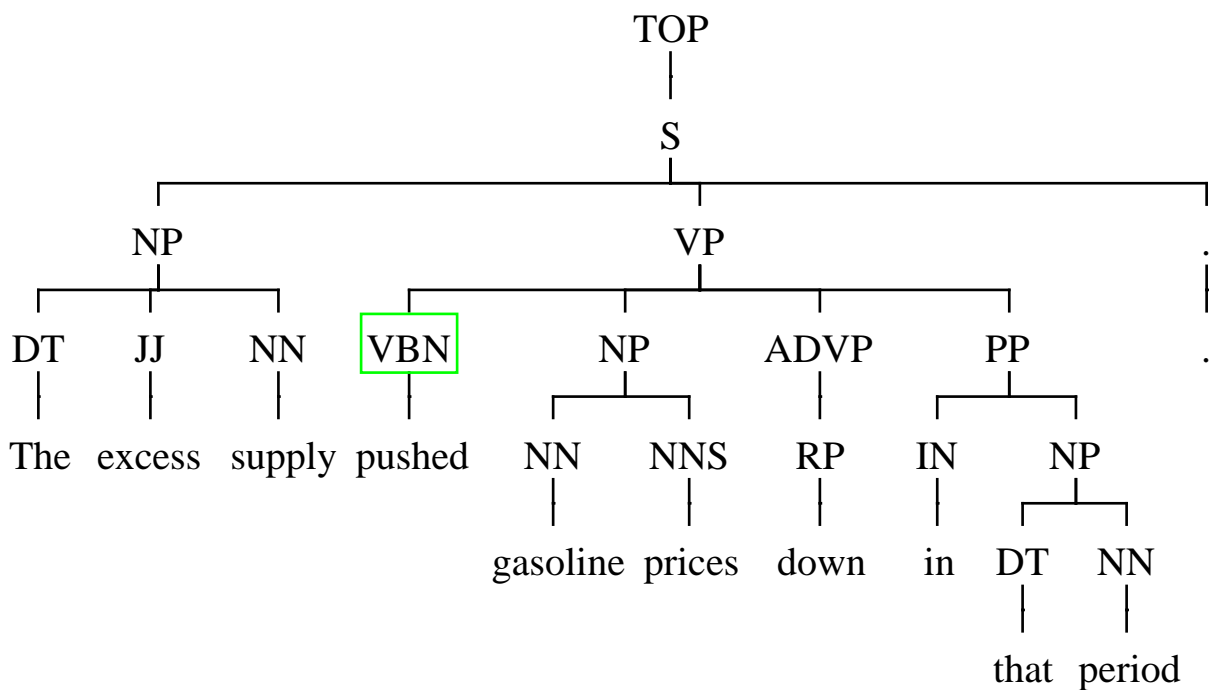 TOP
S
NP VP .
DT JJ NN VBN NP ADVP PP .
The excess supply pushed NN NNS RP IN NP
gasoline prices down in DT NN
that period